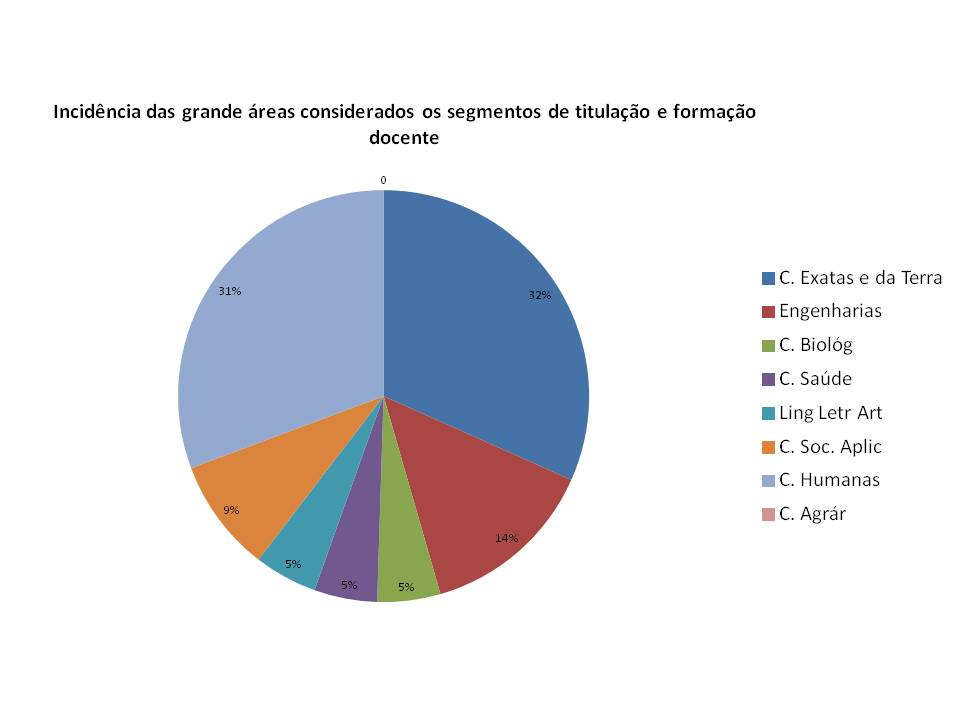 Incidência das grande áreas considerados os segmentos de titulação e formação
docente
0
31%
32%
9%
14%
5%
5%
5%
C. Exatas e da Terra
Engenharias
C. Biológ
C. Saúde
Ling Letr Art
C. Soc. Aplic
C. Humanas
C. Agrár